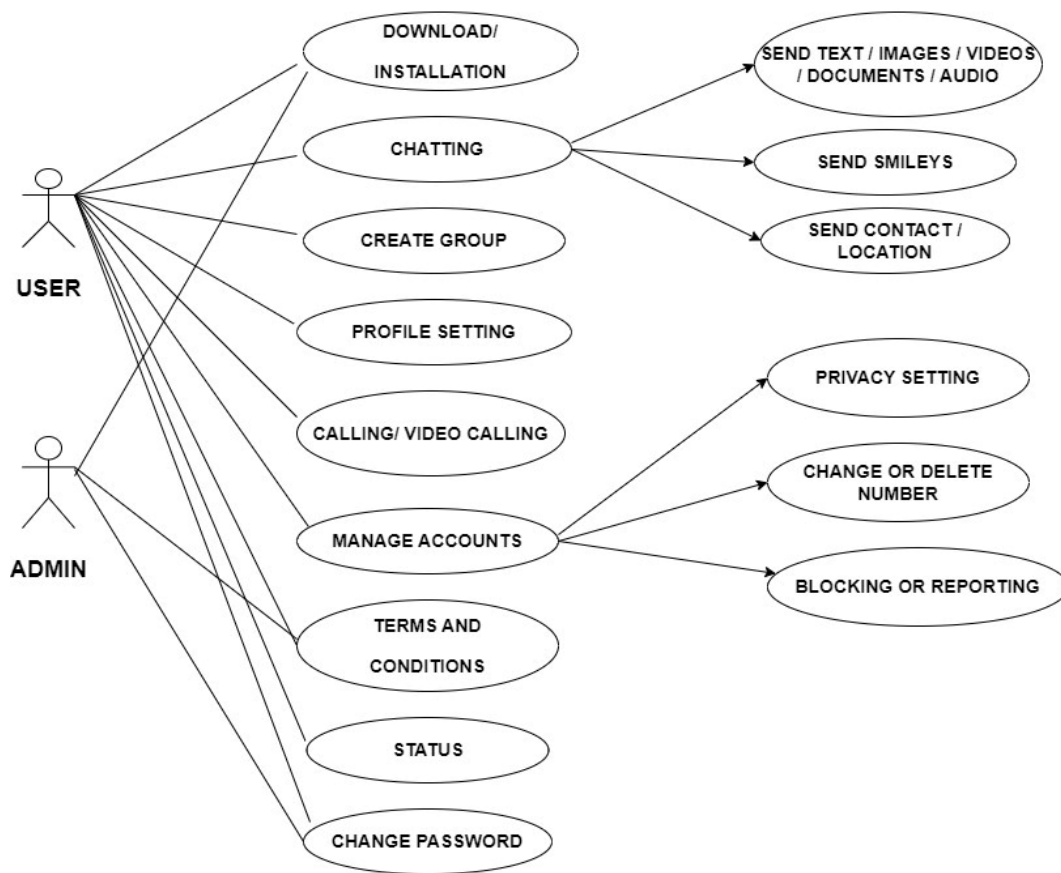 DOWNLOAD/
INSTALLATION
SEND TEXT / IMAGES / VIDEOS
/ DOCUMENTS / AUDIO
CHATTING
SEND SMILEYS
CREATE GROUP
SEND CONTACT /
LOCATION
USER
PROFILE SETTING
PRIVACY SETTING
CALLING/ VIDEO CALLING
CHANGE OR DELETE
NUMBER
MANAGE ACCOUNTS
ADMIN
BLOCKING OR REPORTING
TERMS AND
CONDITIONS
STATUS
CHANGE PASSWORD